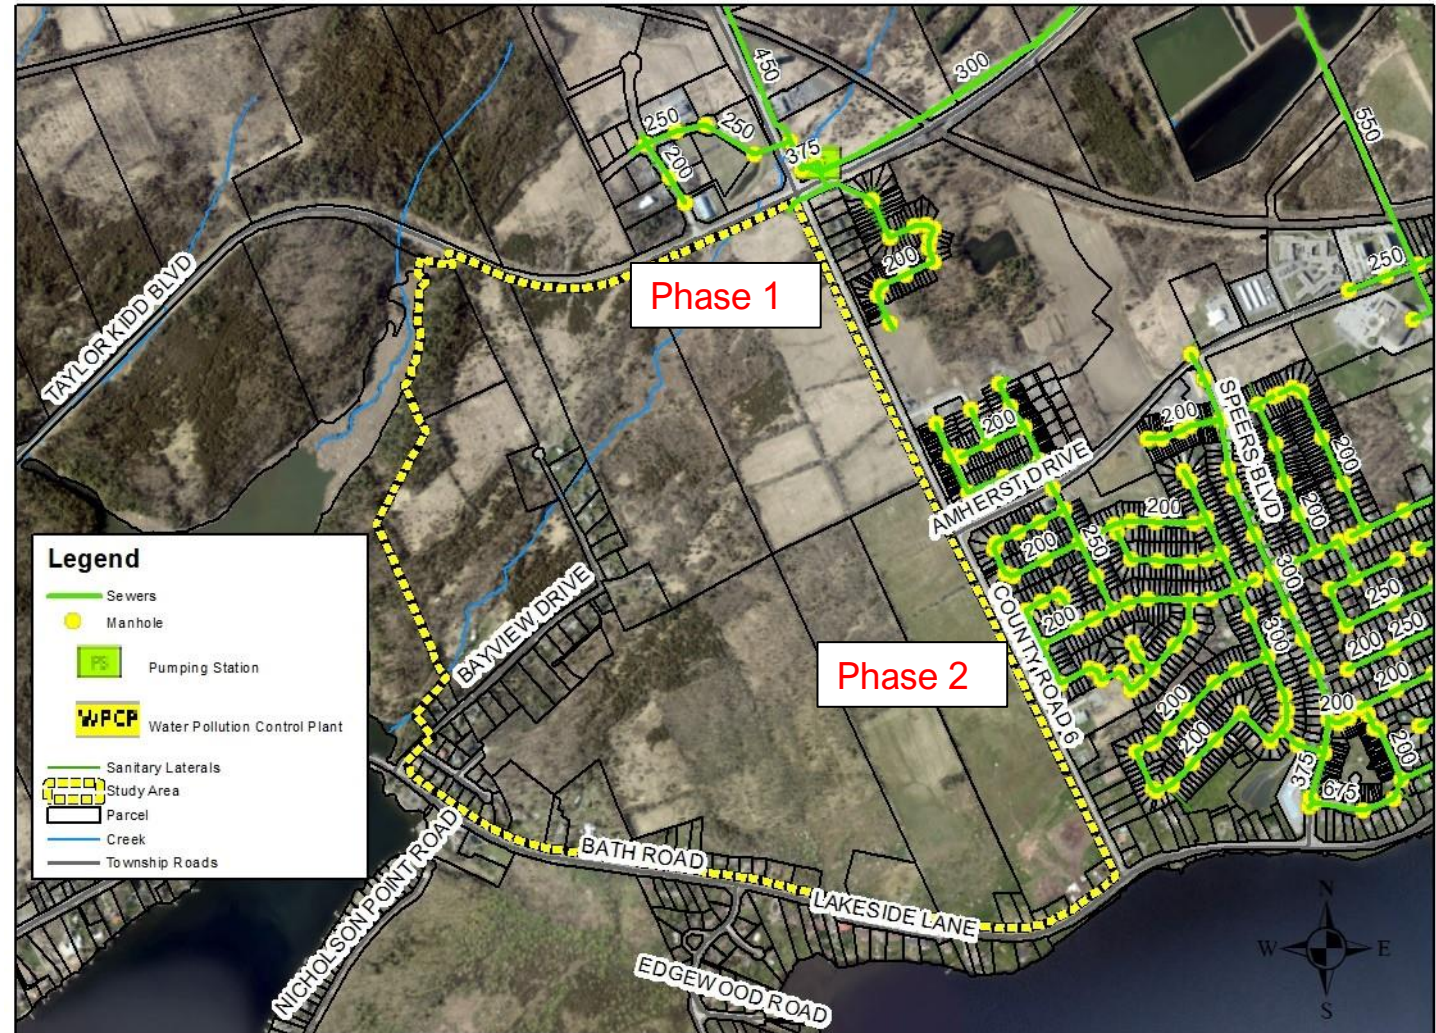 450
300
550
250
250
200
375
200
250
TAYLOR KIDD BLVD
Phase 1
200
200
SPEERS BLVD
200
200
AMHERST DRIVE
200
250
200
300
250
200
250
200
Legend
Sewers
Manhole
PS
Pumping Station
WPCP
Water Pollution Control Plant
Sanitary Laterals
Study Area
Parcel
Creek
Township Roads
BAYVIEW DRIVE
COUNTY ROAD 6
200
300
Phase 2
200
200
200
200
375
675
BATH ROAD
LAKESIDE LANE
NICHOLSON POINT ROAD
EDGEWOOD ROAD
N
W
E
S